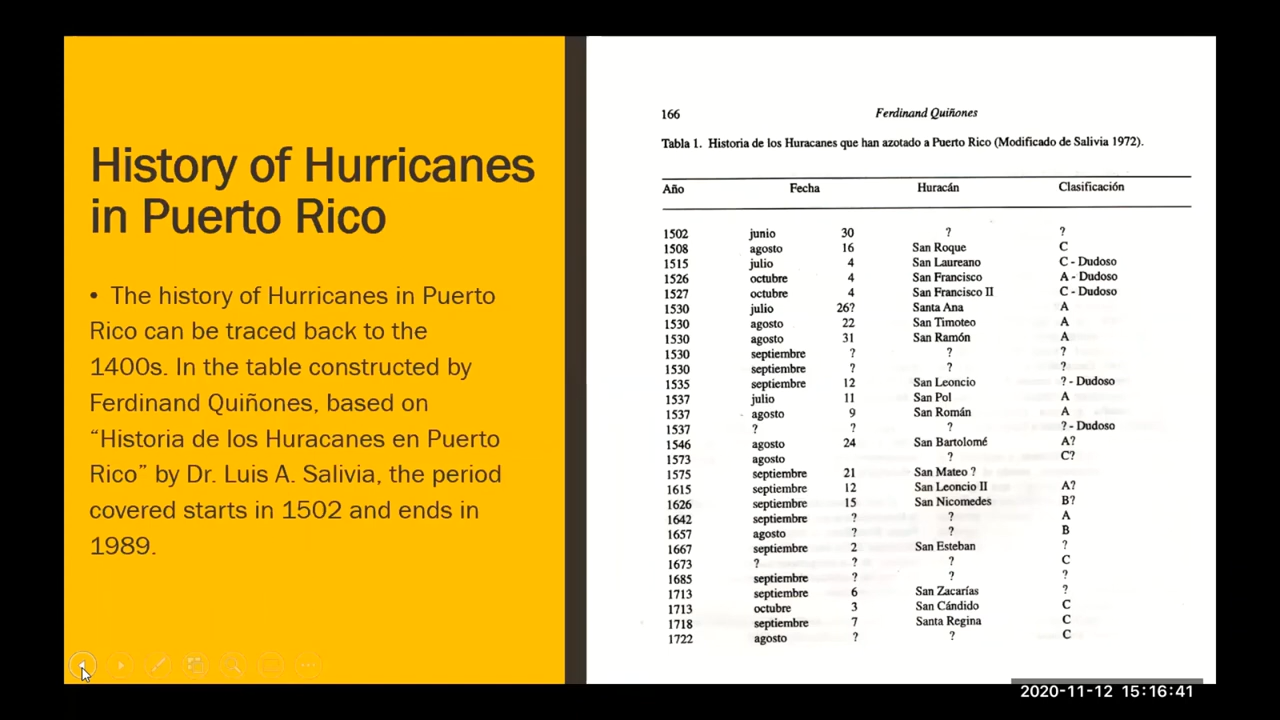 History of Hurricanes
in Puerto Rico
• The history of Hurricanes in Puerto
Rico can be traced back to the
1400s. In the table constructed by
Ferdinand Quiñones, based on
“Historia de los Huracanes en Puerto
Rico” by Dr. Luis A. Salivia, the period
covered starts in 1502 and ends in
1989.
166 Ferdinand Quiñones
Tabla 1. Historia de los Huracanes que han azotado a Puerto Rico (Modificado de Salivia 1972).
Año Fecha Huracán Clasificación
1502 junio 30 ? ?
1508 agosto 16 San Roque C
1515 julio 4 San Laureano C - Dudoso
1526 octubre 4 San Francisco A - Dudoso
1527 octubre 4 San Francisco II C - Dudoso
1530 julio 26? Santa Ana A
1530 agosto 22 San Timoteo A
1530 agosto 31 San Ramón A
1530 septiembre ? ? ?
1530 septiembre ? ? ?
1535 septiembre 12 San Leoncio ? - Dudoso
1537 julio 11 San Pol A
1537 agosto 9 San Román A
1537 ? ? ? ? - Dudoso
1546 agosto 24 San Bartolomé A?
1573 agosto ? C?
1575 septiembre 21 San Mateo ?
1615 septiembre 12 San Leoncio II A?
1626 septiembre 15 San Nicomedes B?
1642 septiembre ? ? A
1657 agosto ? ? B
1667 septiembre 2 San Esteban ?
1673 ? ? ? C
1685 septiembre ? ? ?
1713 septiembre 6 San Zacarías ?
1713 octubre 3 San Cándido C
1718 septiembre 7 Santa Regina C
1722 agosto ? ? C
2020-11-12 15:16:41